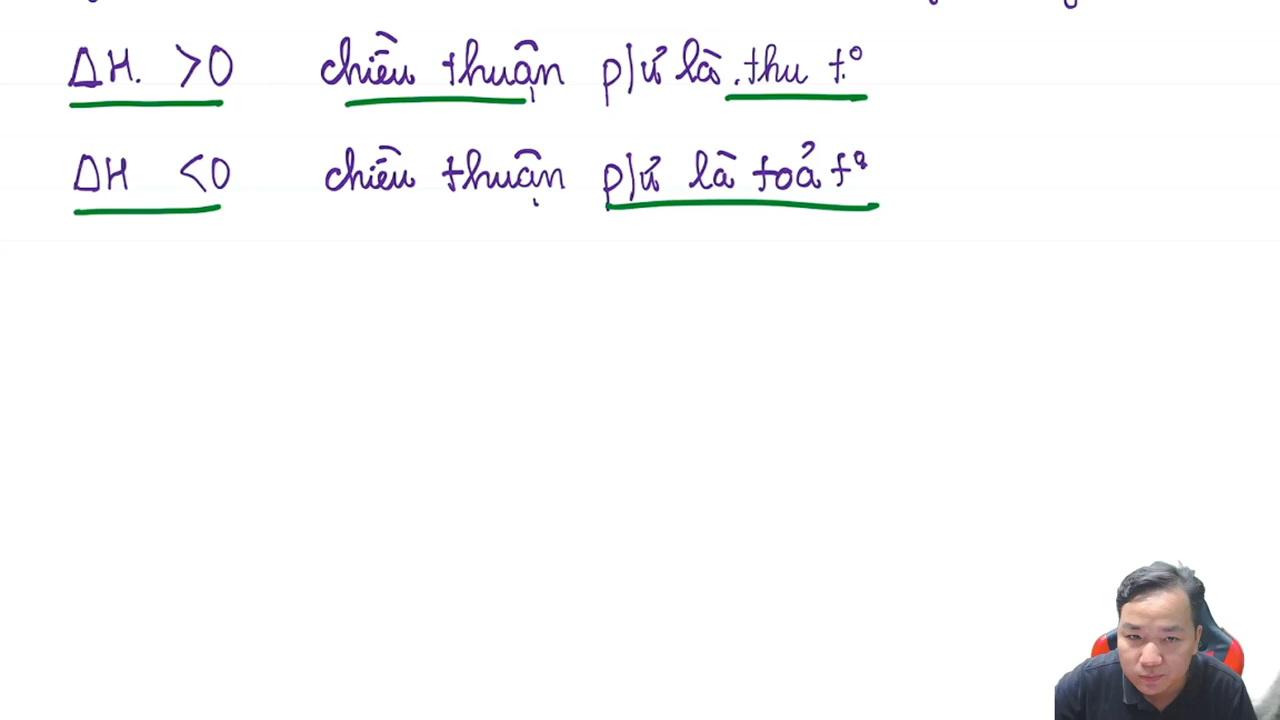 ΔH. >0 chiều thuận p/ứ là .thu t°
ΔH <0 chiều thuận p/ứ là toả t°